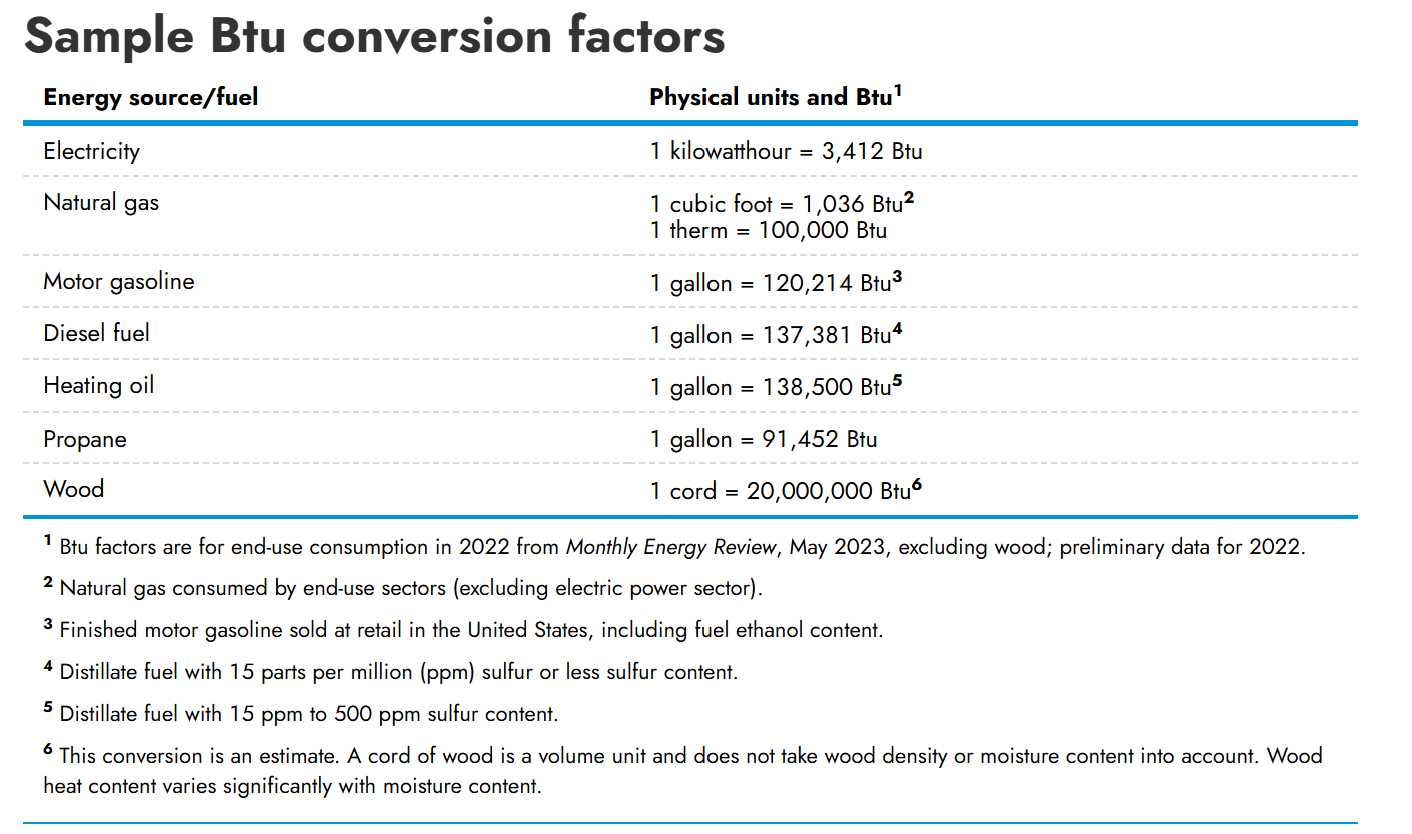 Sample Btu conversion factors
Energy source/fuel Physical units and Btu¹
Electricity 1 kilowatthour = 3,412 Btu
Natural gas 1 cubic foot = 1,036 Btu²
1 therm = 100,000 Btu
Motor gasoline 1 gallon = 120,214 Btu³
Diesel fuel 1 gallon = 137,381 Btu⁴
Heating oil 1 gallon = 138,500 Btu⁵
Propane 1 gallon = 91,452 Btu
Wood 1 cord = 20,000,000 Btu⁶
¹ Btu factors are for end-use consumption in 2022 from Monthly Energy Review, May 2023, excluding wood; preliminary data for 2022.
² Natural gas consumed by end-use sectors (excluding electric power sector).
³ Finished motor gasoline sold at retail in the United States, including fuel ethanol content.
⁴ Distillate fuel with 15 parts per million (ppm) sulfur or less sulfur content.
⁵ Distillate fuel with 15 ppm to 500 ppm sulfur content.
⁶ This conversion is an estimate. A cord of wood is a volume unit and does not take wood density or moisture content into account. Wood
heat content varies significantly with moisture content.